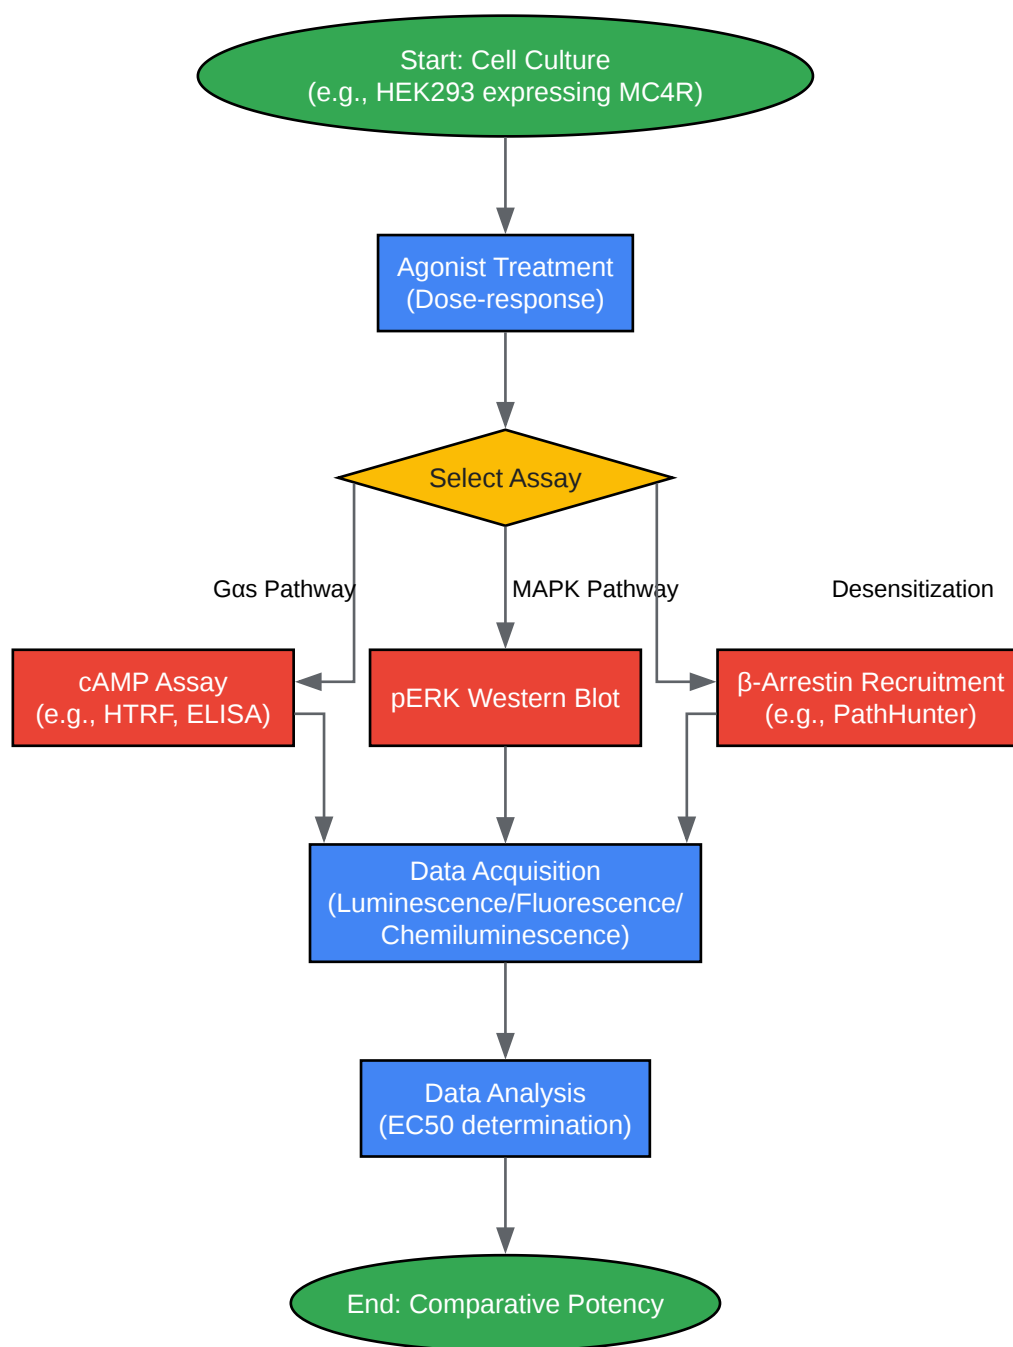 Start: Cell Culture
(e.g., HEK293 expressing MC4R)
Agonist Treatment
(Dose-response)
Select Assay
Gαs Pathway
MAPK Pathway
Desensitization
cAMP Assay
(e.g., HTRF, ELISA)
pERK Western Blot
β-Arrestin Recruitment
(e.g., PathHunter)
Data Acquisition
(Luminescence/Fluorescence/
Chemiluminescence)
Data Analysis
(EC50 determination)
End: Comparative Potency